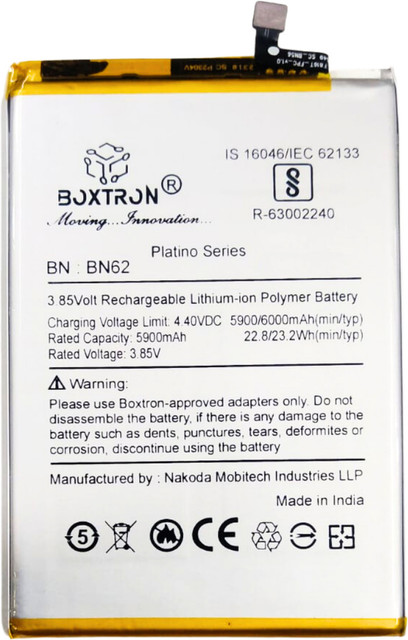 BOXTRON®
Moving...Innovation...
IS 16046/IEC 62133
R-63002240
Platino Series
BN : BN62
3.85Volt Rechargeable Lithium-ion Polymer Battery
Charging Voltage Limit: 4.40VDC 5900/6000mAh(min/typ)
Rated Capacity: 5900mAh 22.8/23.2Wh(min/typ)
Rated Voltage: 3.85V
Warning:
Please use Boxtron-approved adapters only. Do not
disassemble the battery, if there is any damage to the
battery such as dents, punctures, tears, deformites or
corrosion, discontinue using the battery
Manufactured by : Nakoda Mobitech Industries LLP
Made in India
5 CE